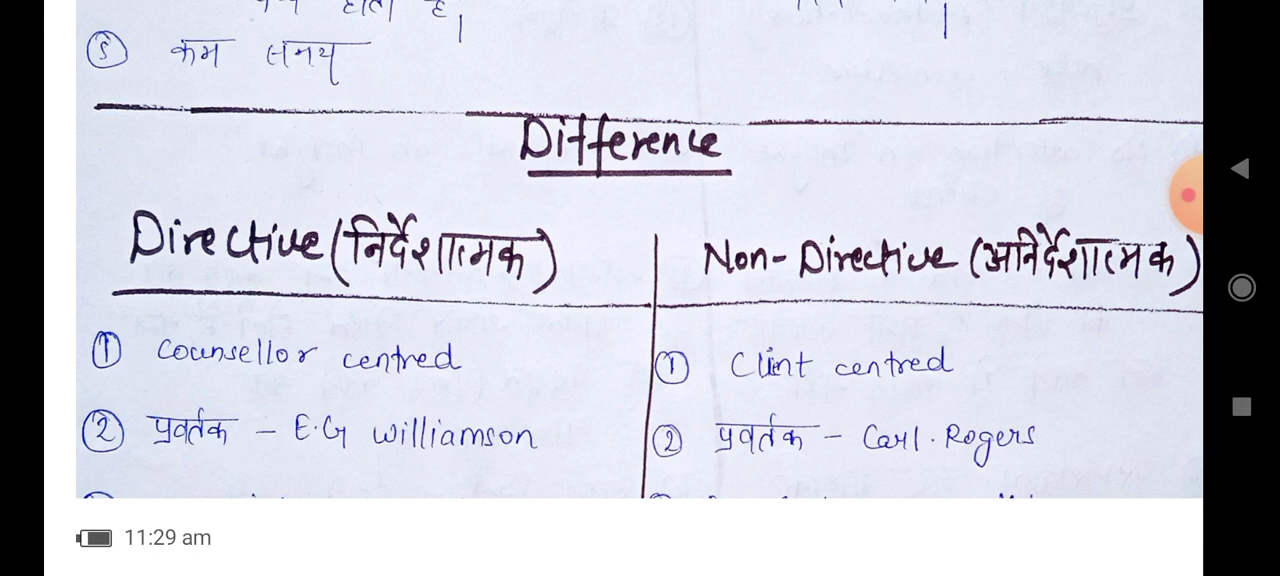 होता है।
⑤ कम समय
Difference
Directive (निर्देशात्मक)
Non-Directive (अनिर्देशात्मक)
① Counsellor centred
① Clint centred
② प्रवर्तक – E.G Williamson
② प्रवर्तक – Carl. Rogers
11:29 am